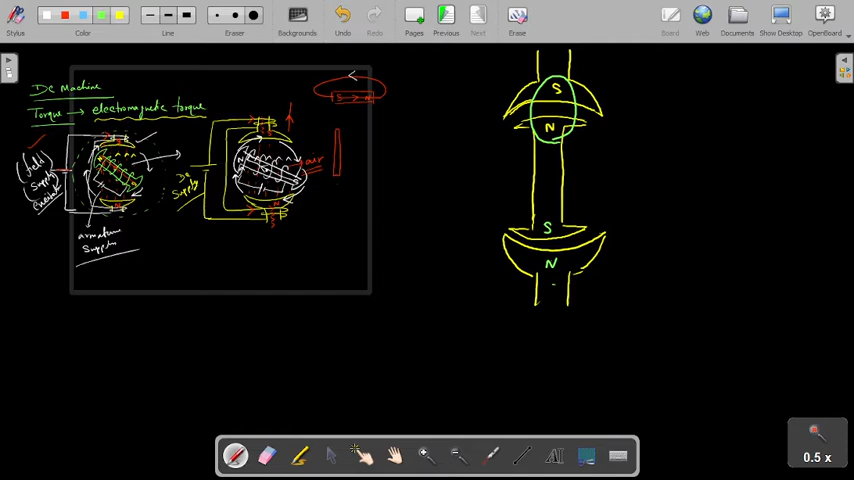 Stylus
Color
Line
Eraser
Backgrounds
Undo
Pages
Previous
Next
Erase
Board
Web
Documents
Show Desktop
OpenBoard
DC Machine
Torque → electromagnetic torque
(field
Supply
armature
Supply
DC
Supply
air
S → N
S
N
S
N
0.5 x